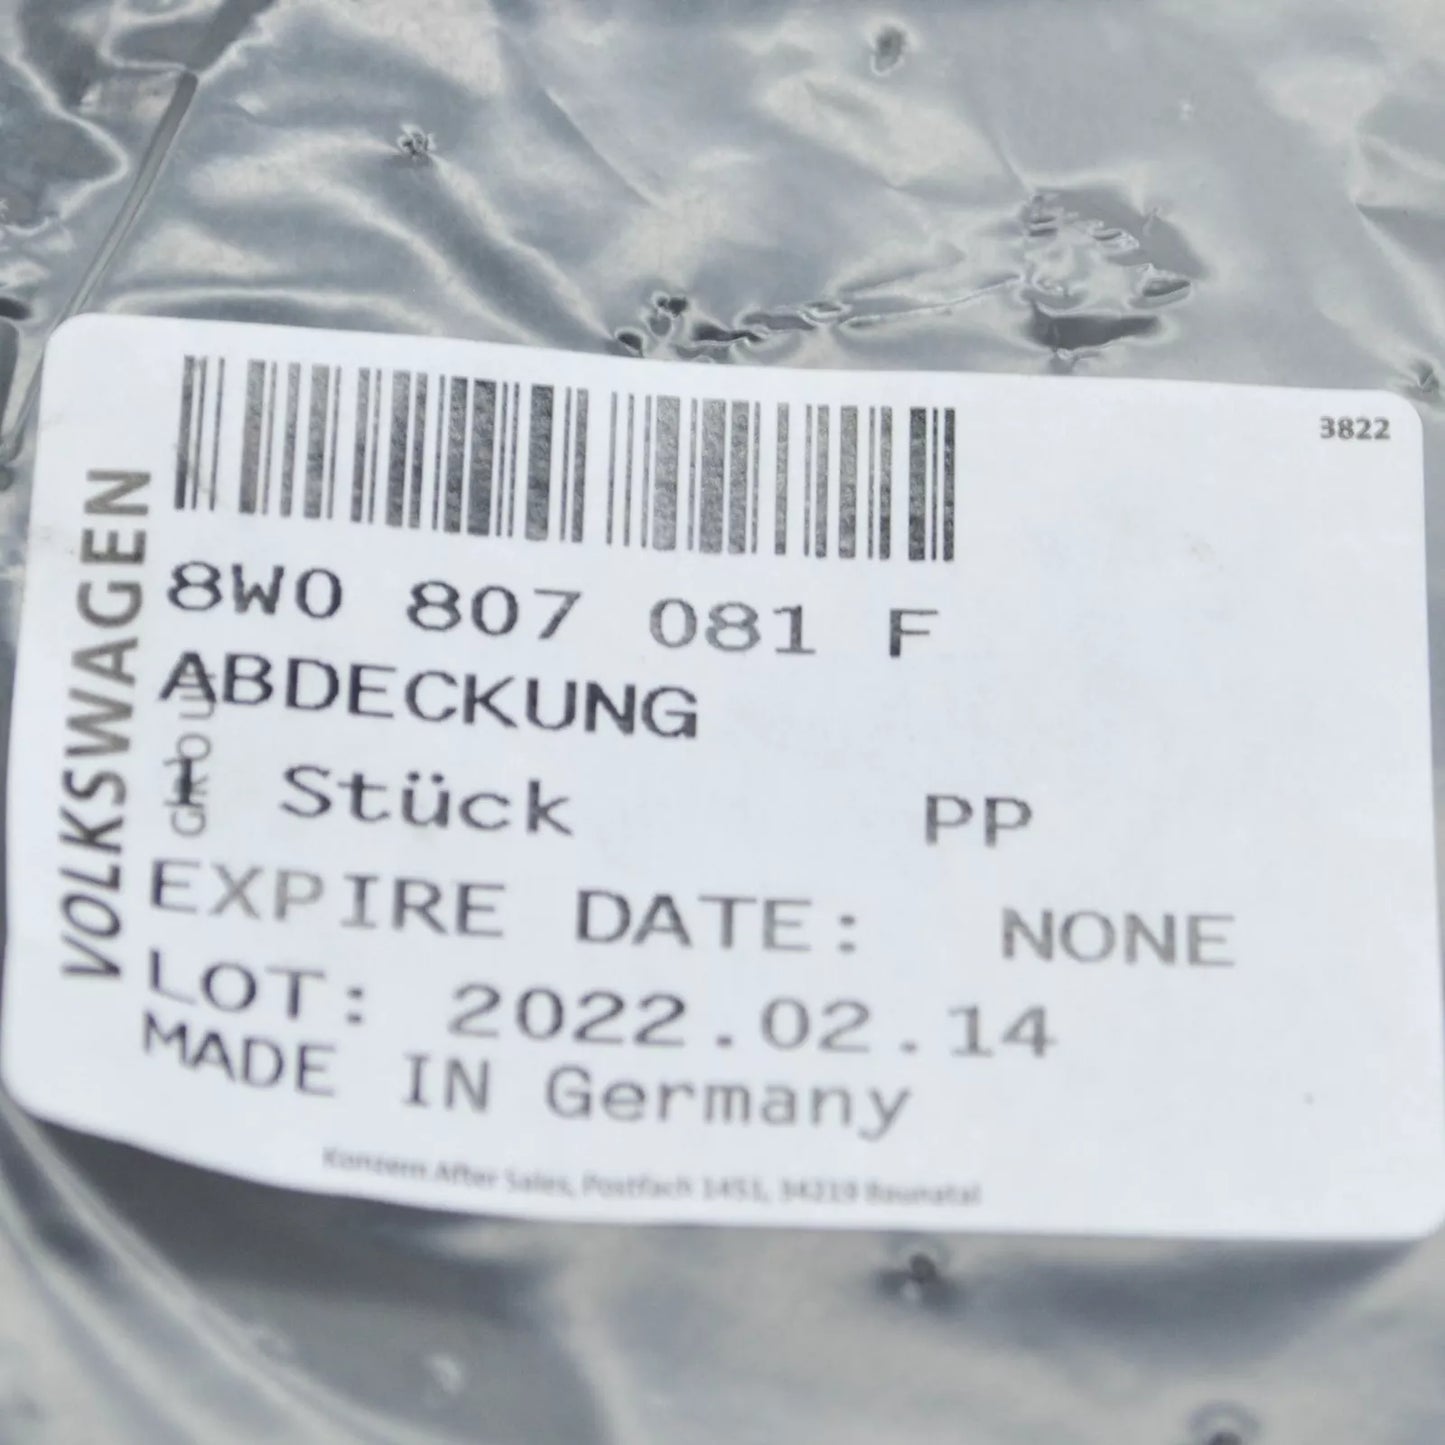 3822
VOLKSWAGEN
GROUP
8W0 807 081 F
ABDECKUNG
1 Stück PP
EXPIRE DATE: NONE
LOT: 2022.02.14
MADE IN Germany
Konzern After Sales, Postfach 1451, 34219 Baunatal